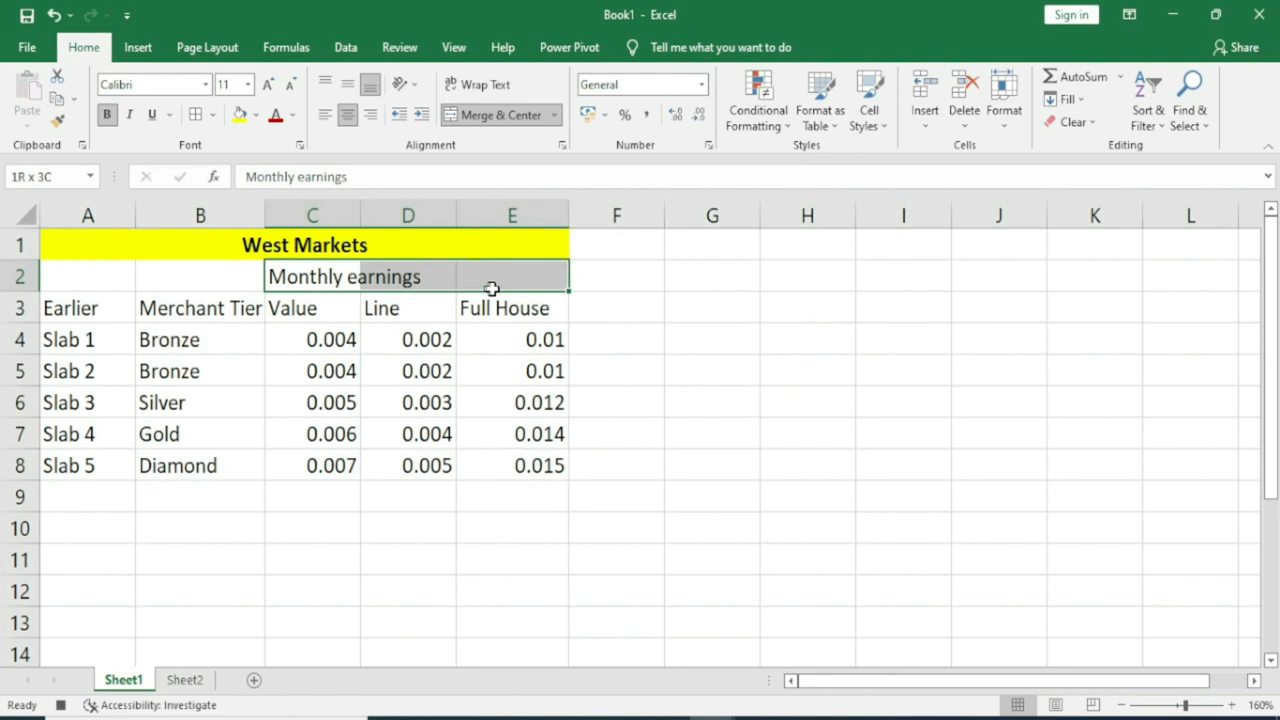 Book1 - Excel
Sign in
File Home Insert Page Layout Formulas Data Review View Help Power Pivot Tell me what you want to do Share
Paste
Calibri 11 A A
B I U A
Wrap Text
Merge & Center
General
% ,
Conditional Formatting
Format as Table
Cell Styles
Insert Delete Format
AutoSum
Fill
Clear
Sort & Filter
Find & Select
Clipboard Font Alignment Number Styles Cells Editing
1R x 3C fx Monthly earnings
A B C D E F G H I J K L
1 West Markets
2 Monthly earnings
3 Earlier Merchant Tier Value Line Full House
4 Slab 1 Bronze 0.004 0.002 0.01
5 Slab 2 Bronze 0.004 0.002 0.01
6 Slab 3 Silver 0.005 0.003 0.012
7 Slab 4 Gold 0.006 0.004 0.014
8 Slab 5 Diamond 0.007 0.005 0.015
9
10
11
12
13
14
Sheet1 Sheet2
Ready Accessibility: Investigate 160%